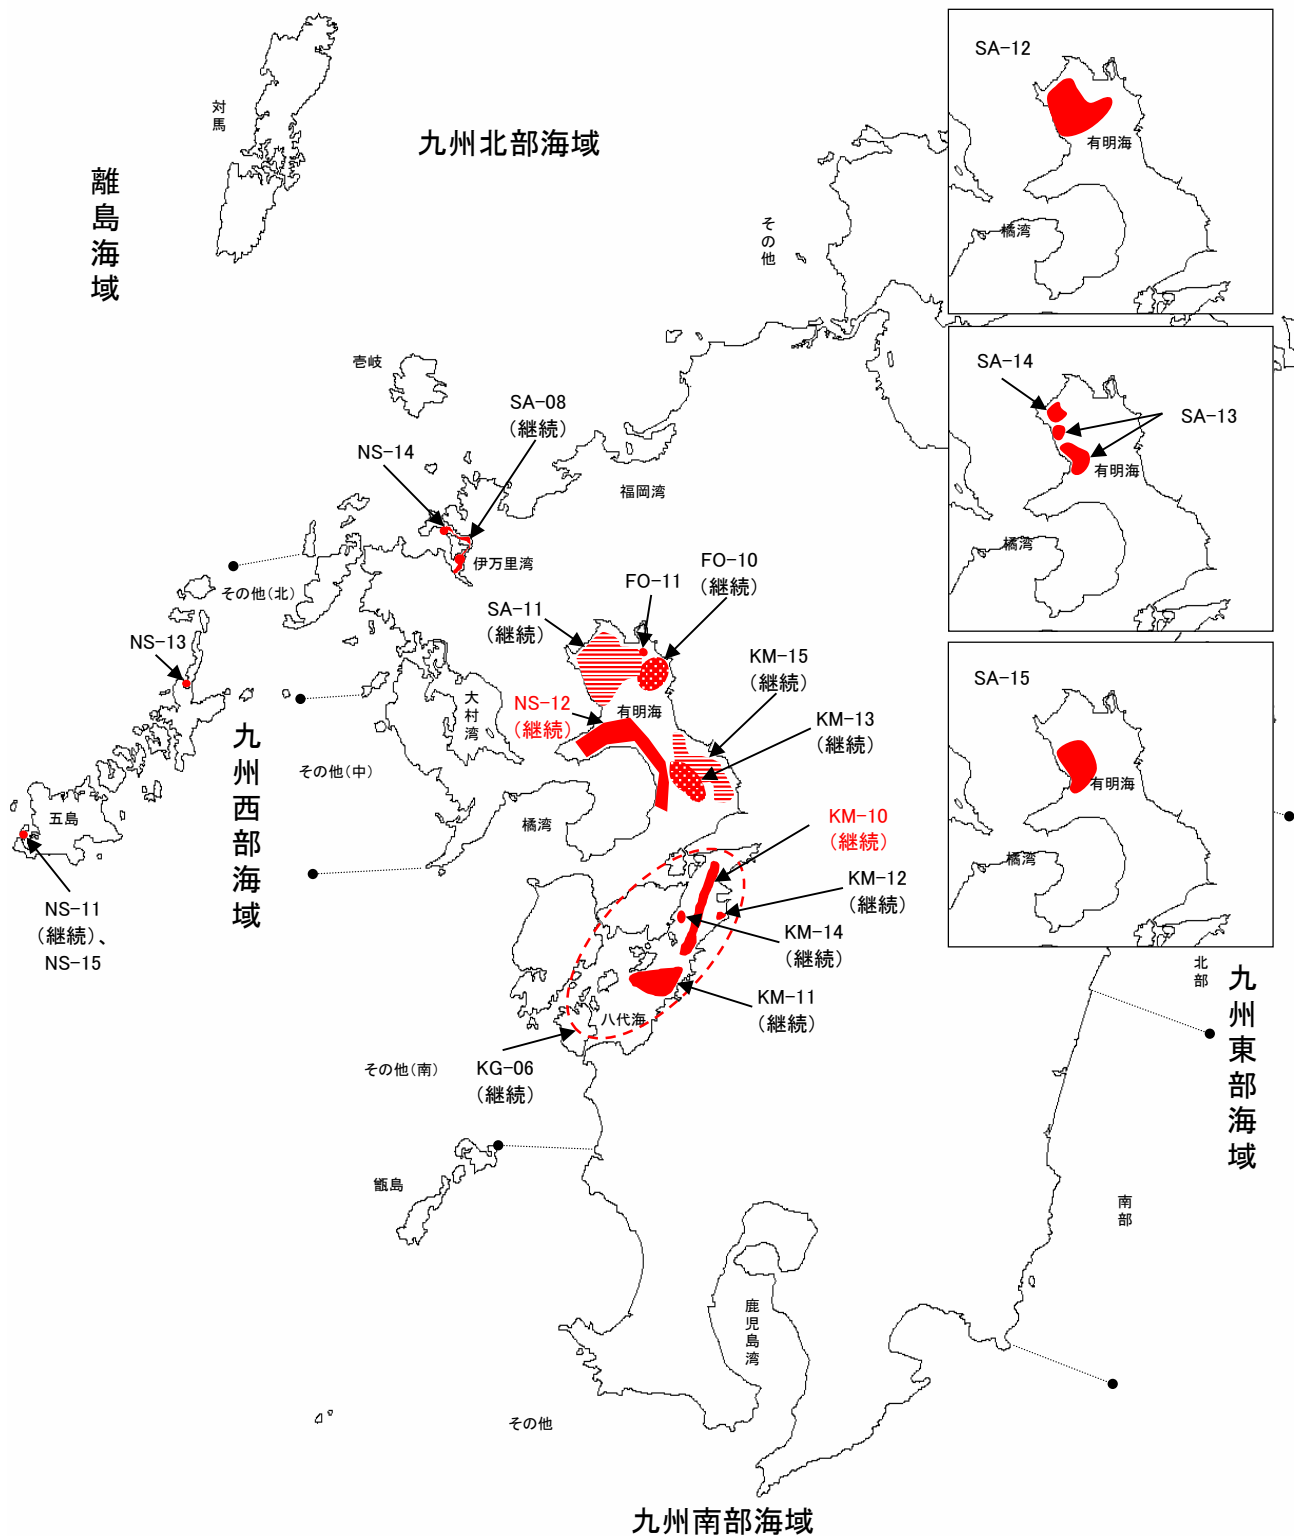 SA-12
有明海
橘湾
対馬
九州北部海域
離島海域
その他
壱岐
SA-14
SA-13
有明海
橘湾
SA-08
(継続)
NS-14
福岡湾
伊万里湾
その他(北)
FO-10
(継続)
FO-11
SA-11
(継続)
NS-13
KM-15
(継続)
大村湾
NS-12
(継続)
有明海
KM-13
(継続)
SA-15
有明海
橘湾
九州西部海域
その他(中)
五島
橘湾
KM-10
(継続)
KM-12
(継続)
NS-11
(継続)、
NS-15
KM-14
(継続)
KM-11
(継続)
八代海
北部
九州東部海域
その他(南)
KG-06
(継続)
甑島
南部
鹿児島湾
その他
九州南部海域